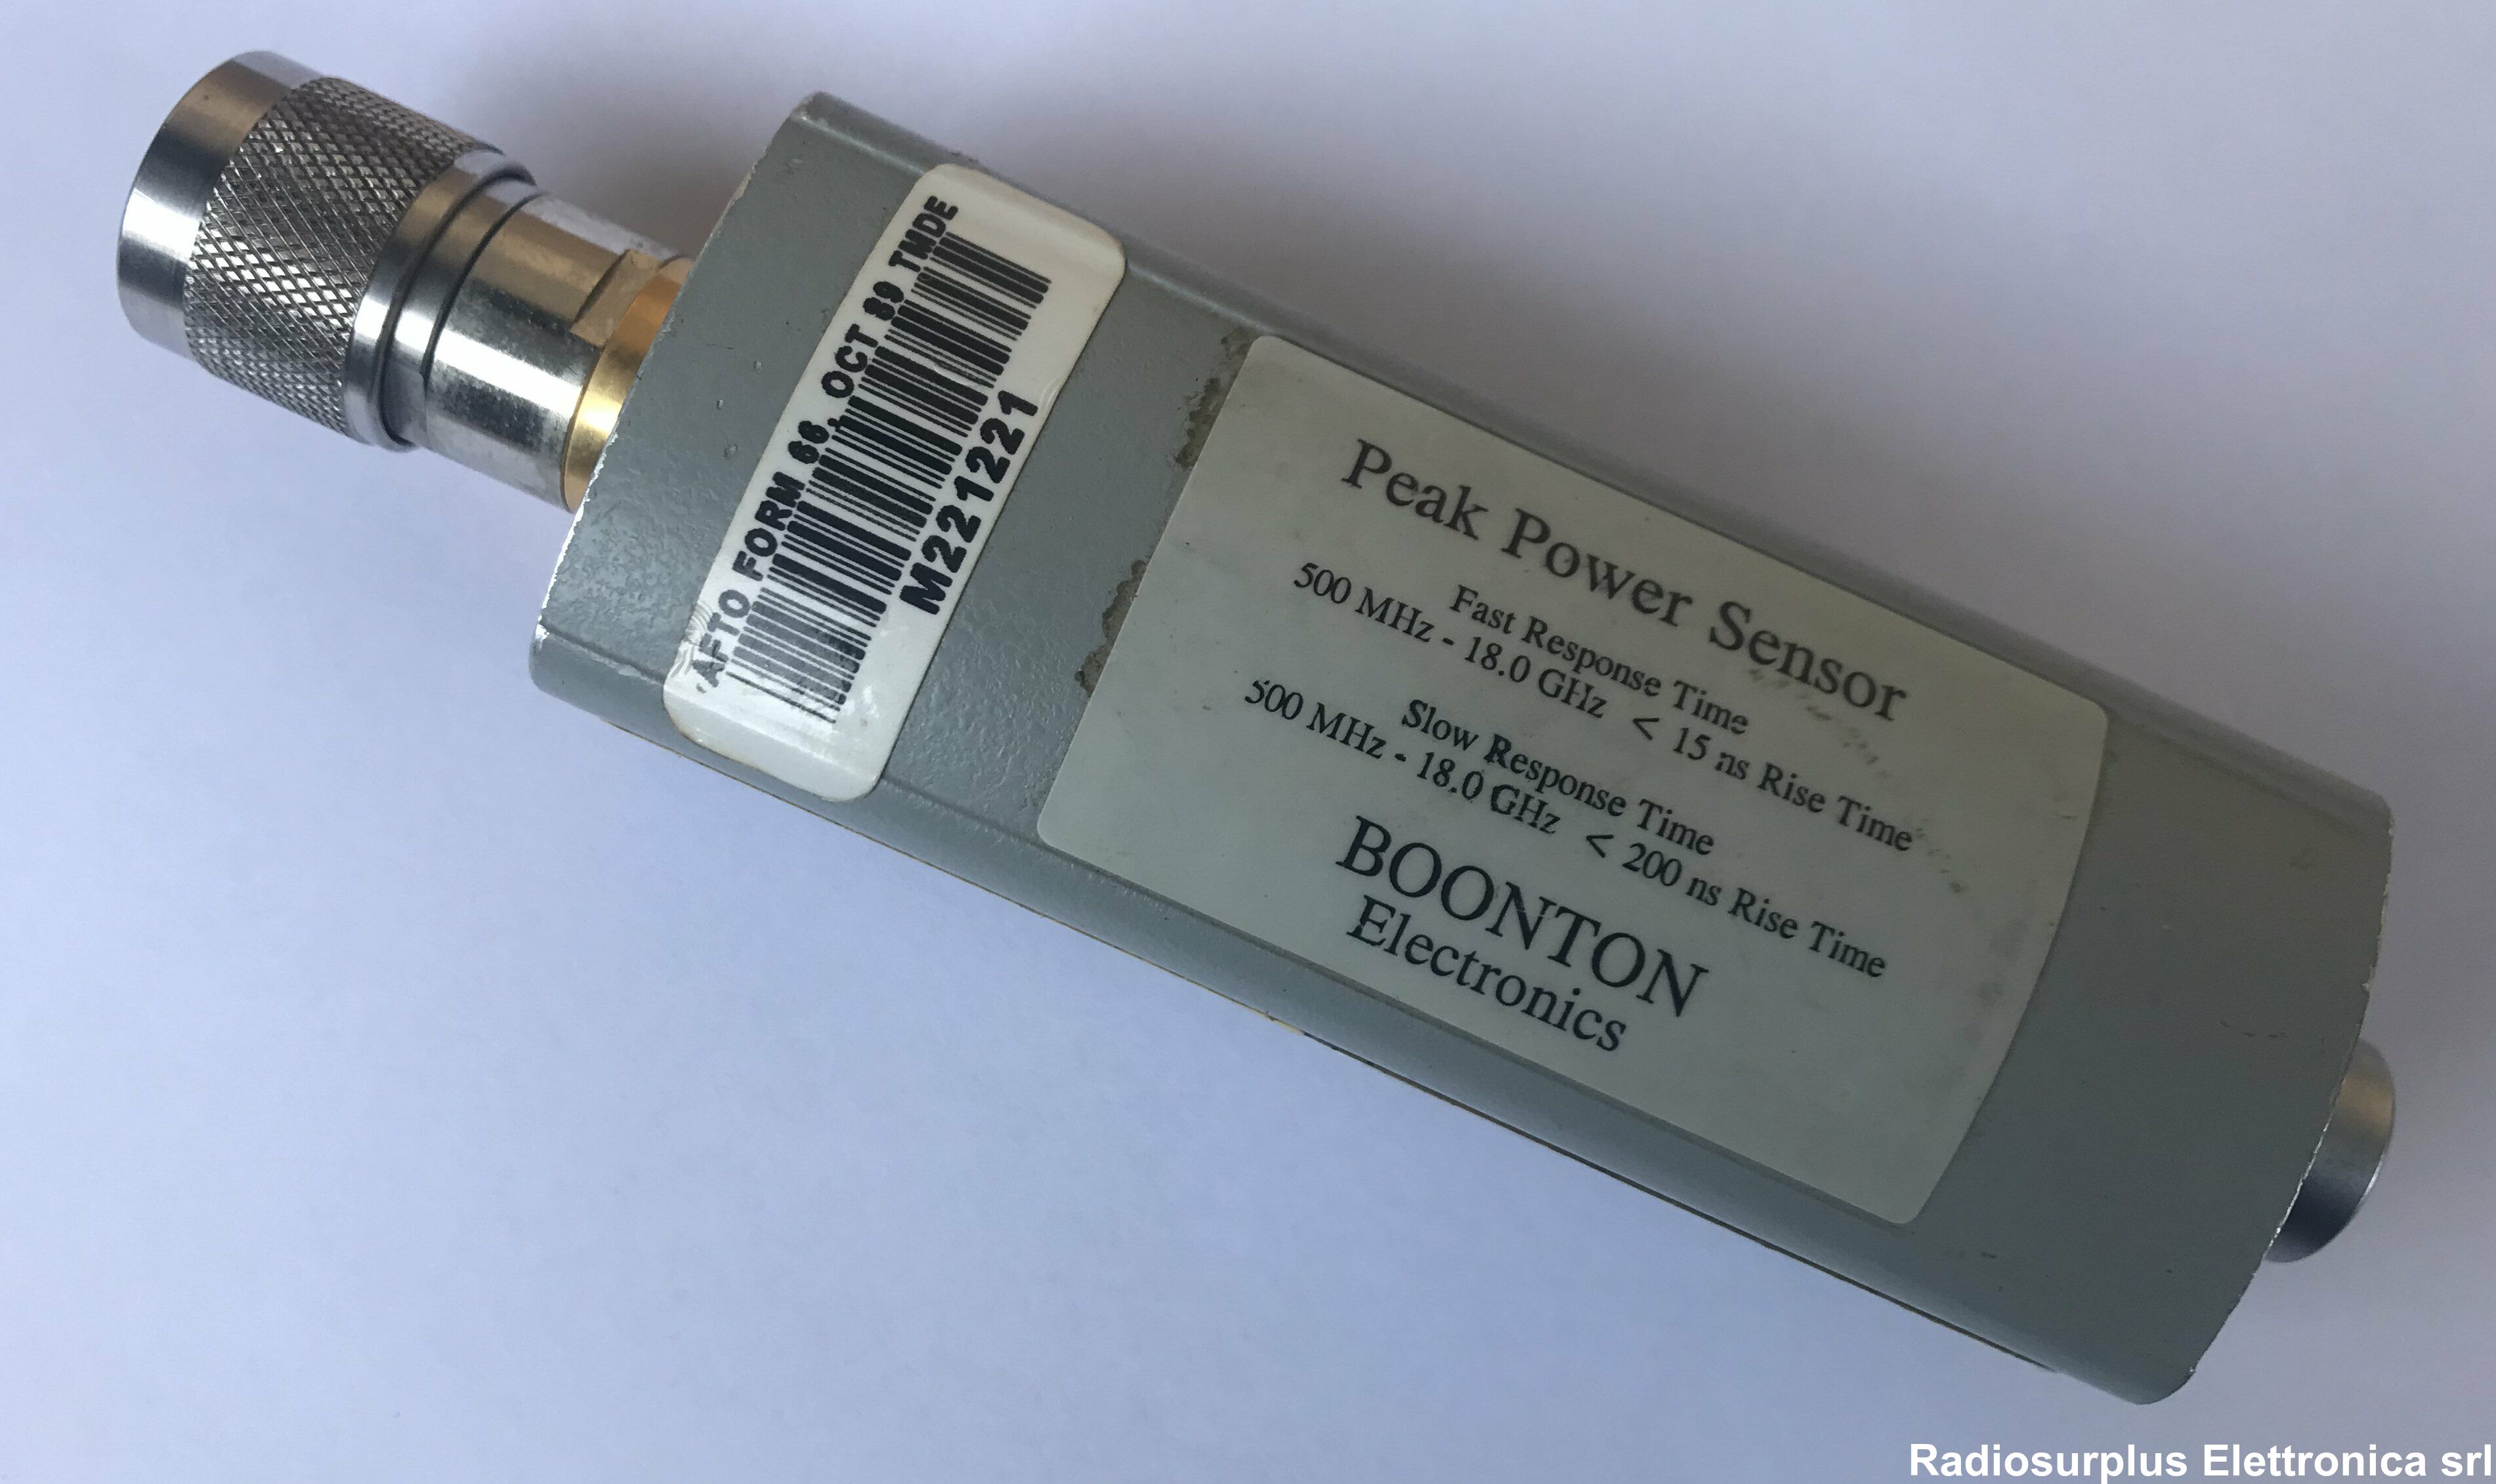 AFTO FORM 66, OCT 89 TMDE
M221221
Peak Power Sensor
Fast Response Time
500 MHz - 18.0 GHz < 15 ns Rise Time
Slow Response Time
500 MHz - 18.0 GHz < 200 ns Rise Time
BOONTON
Electronics
Radiosurplus Elettronica srl